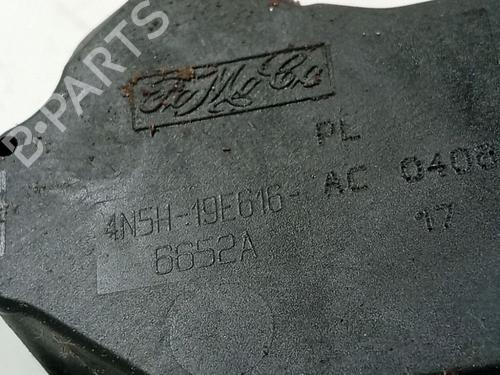 FoMoCo
PL
4N5H-19E616- AC 0408
6652A 17
B-PARTS